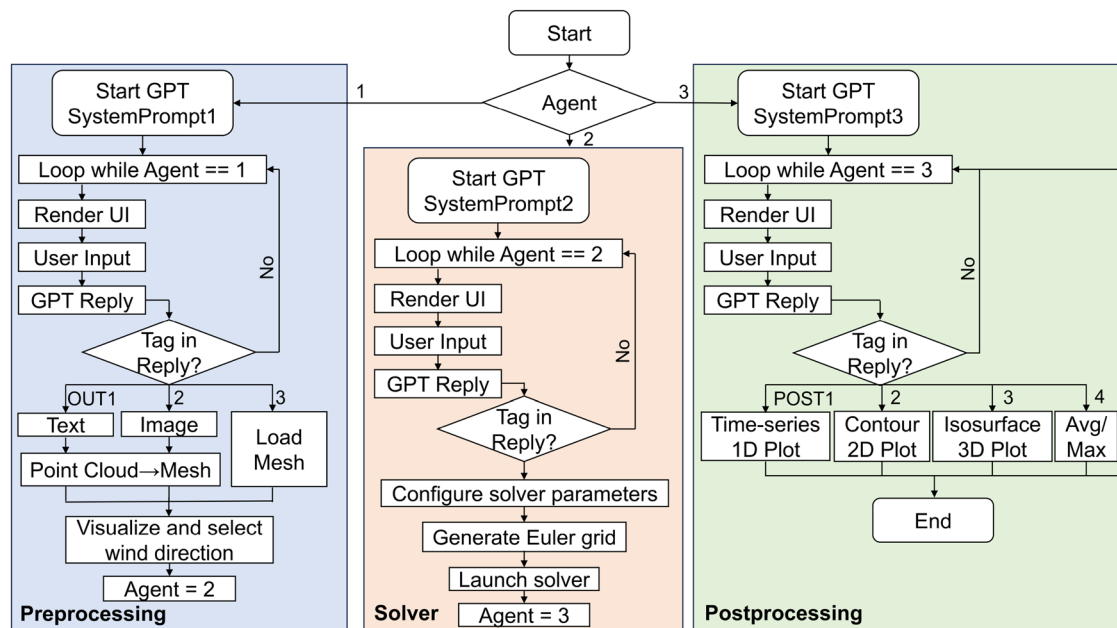 Start
Agent
1
2
3
Start GPT
SystemPrompt1
Loop while Agent == 1
Render UI
User Input
GPT Reply
No
Tag in
Reply?
OUT1
2
3
Text
Image
Load
Mesh
Point Cloud→Mesh
Visualize and select
wind direction
Agent = 2
Preprocessing
Start GPT
SystemPrompt2
Loop while Agent == 2
Render UI
User Input
GPT Reply
No
Tag in
Reply?
Configure solver parameters
Generate Euler grid
Launch solver
Agent = 3
Solver
Start GPT
SystemPrompt3
Loop while Agent == 3
Render UI
User Input
GPT Reply
No
Tag in
Reply?
POST1
2
3
4
Time-series
1D Plot
Contour
2D Plot
Isosurface
3D Plot
Avg/
Max
End
Postprocessing